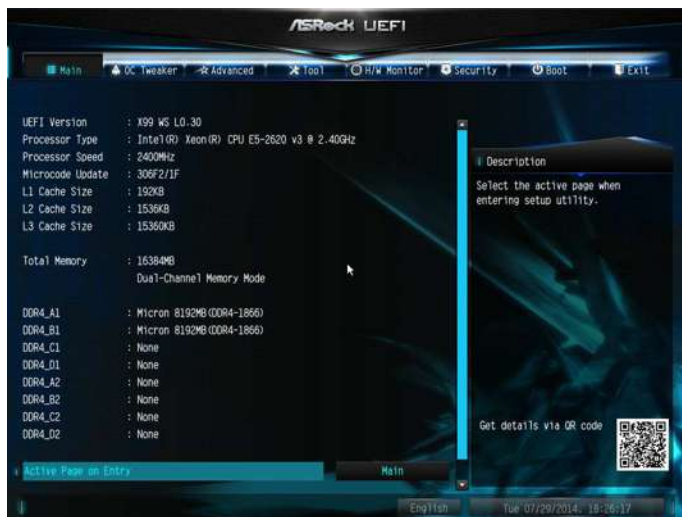 ASRock UEFI
Main OC Tweaker Advanced Tool H/W Monitor Security Boot Exit
UEFI Version : X99 WS L0.30
Processor Type : Intel(R) Xeon(R) CPU E5-2620 v3 @ 2.40GHz
Processor Speed : 2400MHz
Microcode Update : 306F2/1F
L1 Cache Size : 192KB
L2 Cache Size : 1536KB
L3 Cache Size : 15360KB
Total Memory : 16384MB
Dual-Channel Memory Mode
DDR4_A1 : Micron 8192MB(DDR4-1866)
DDR4_B1 : Micron 8192MB(DDR4-1866)
DDR4_C1 : None
DDR4_D1 : None
DDR4_A2 : None
DDR4_B2 : None
DDR4_C2 : None
DDR4_D2 : None
Active Page on Entry Main
Description
Select the active page when
entering setup utility.
Get details via QR code
English
Tue 07/29/2014. 18:26:17